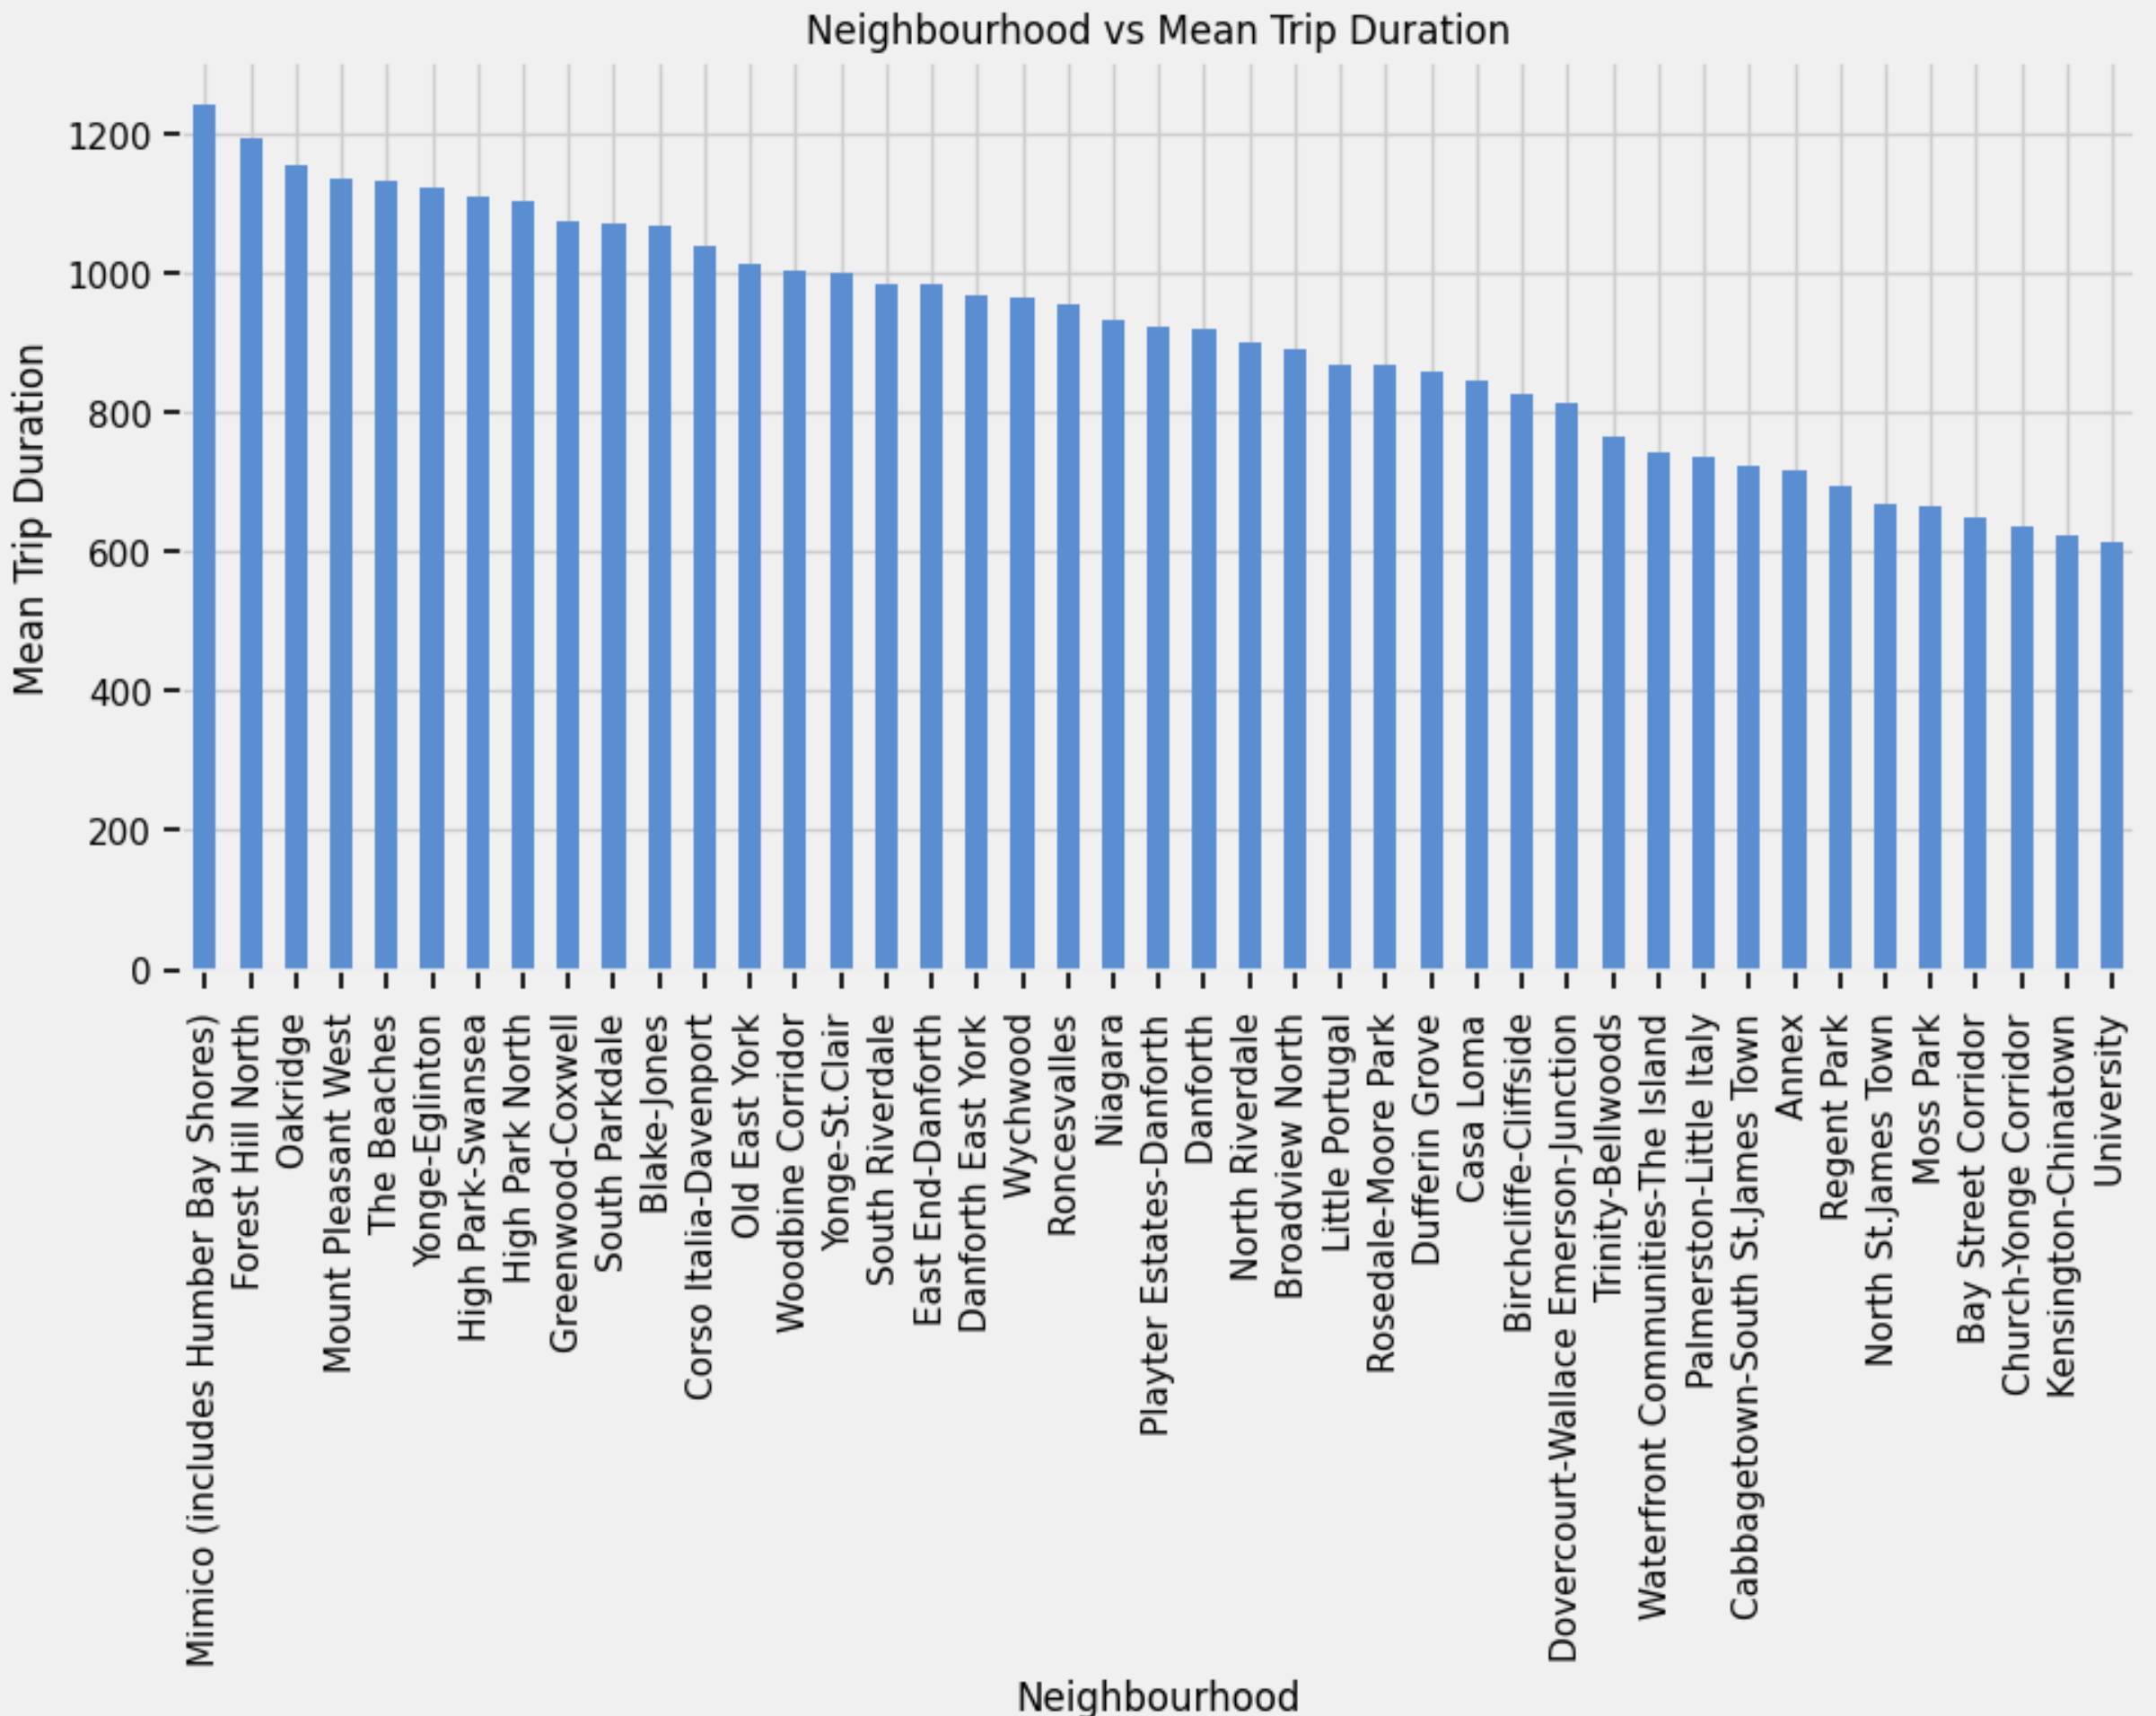 Neighbourhood vs Mean Trip Duration
Mean Trip Duration
1200
1000
800
600
400
200
0
Mimico (includes Humber Bay Shores)
Forest Hill North
Oakridge
Mount Pleasant West
The Beaches
Yonge-Eglinton
High Park-Swansea
High Park North
Greenwood-Coxwell
South Parkdale
Blake-Jones
Corso Italia-Davenport
Old East York
Woodbine Corridor
Yonge-St.Clair
South Riverdale
East End-Danforth
Danforth East York
Wychwood
Roncesvalles
Niagara
Playter Estates-Danforth
Danforth
North Riverdale
Broadview North
Little Portugal
Rosedale-Moore Park
Dufferin Grove
Casa Loma
Birchcliffe-Cliffside
Dovercourt-Wallace Emerson-Junction
Trinity-Bellwoods
Waterfront Communities-The Island
Palmerston-Little Italy
Cabbagetown-South St.James Town
Annex
Regent Park
North St.James Town
Moss Park
Bay Street Corridor
Church-Yonge Corridor
Kensington-Chinatown
University
Neighbourhood